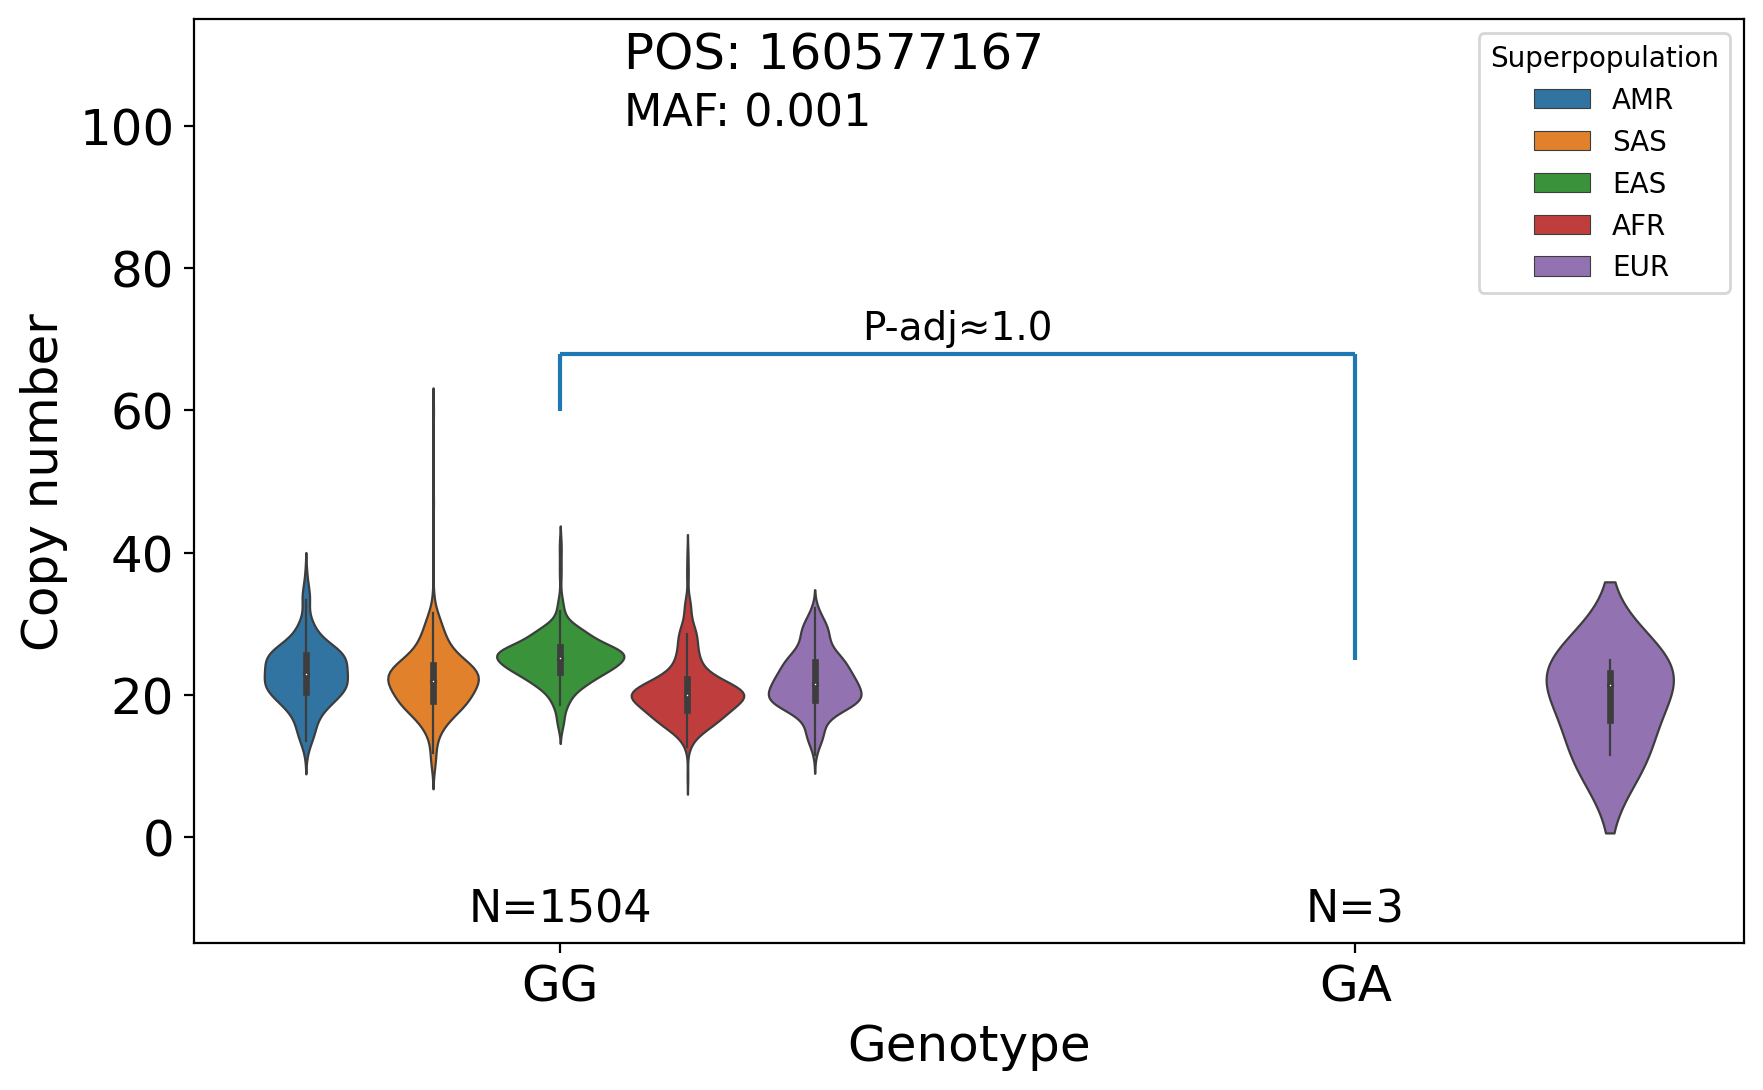 POS: 160577167
MAF: 0.001
Superpopulation
AMR
SAS
EAS
AFR
EUR
P-adj≈1.0
Copy number
100
80
60
40
20
0
N=1504
N=3
GG
GA
Genotype